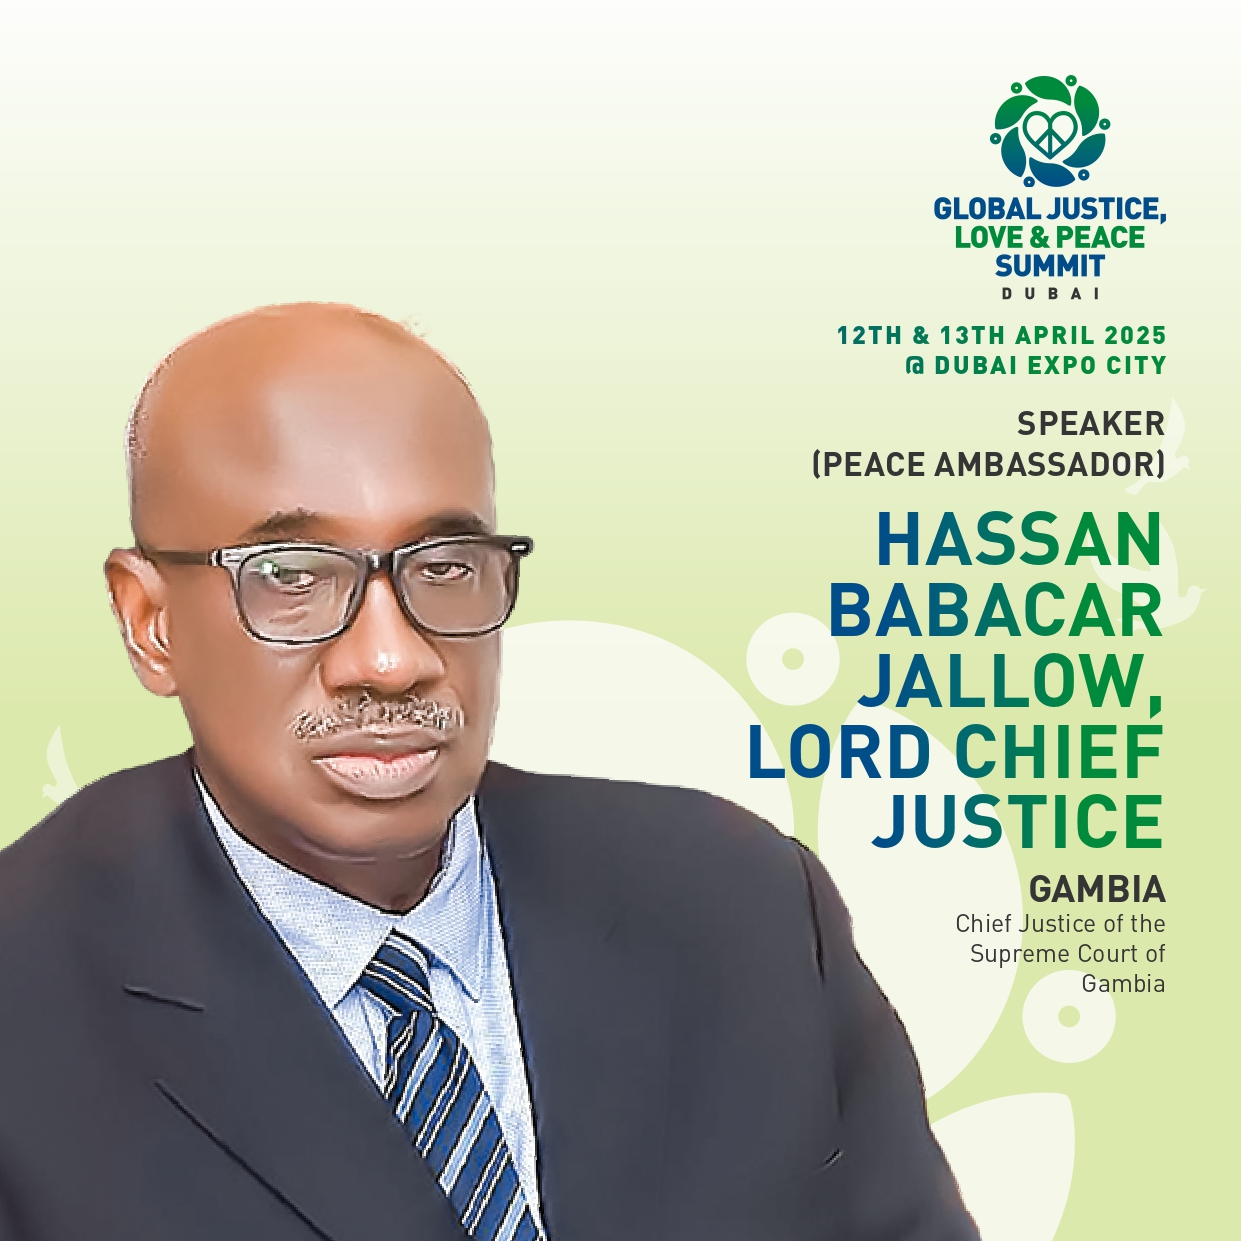 GLOBAL JUSTICE,
LOVE & PEACE
SUMMIT
DUBAI
12TH & 13TH APRIL 2025
@ DUBAI EXPO CITY
SPEAKER
(PEACE AMBASSADOR)
HASSAN
BABACAR
JALLOW,
LORD CHIEF
JUSTICE
GAMBIA
Chief Justice of the
Supreme Court of
Gambia